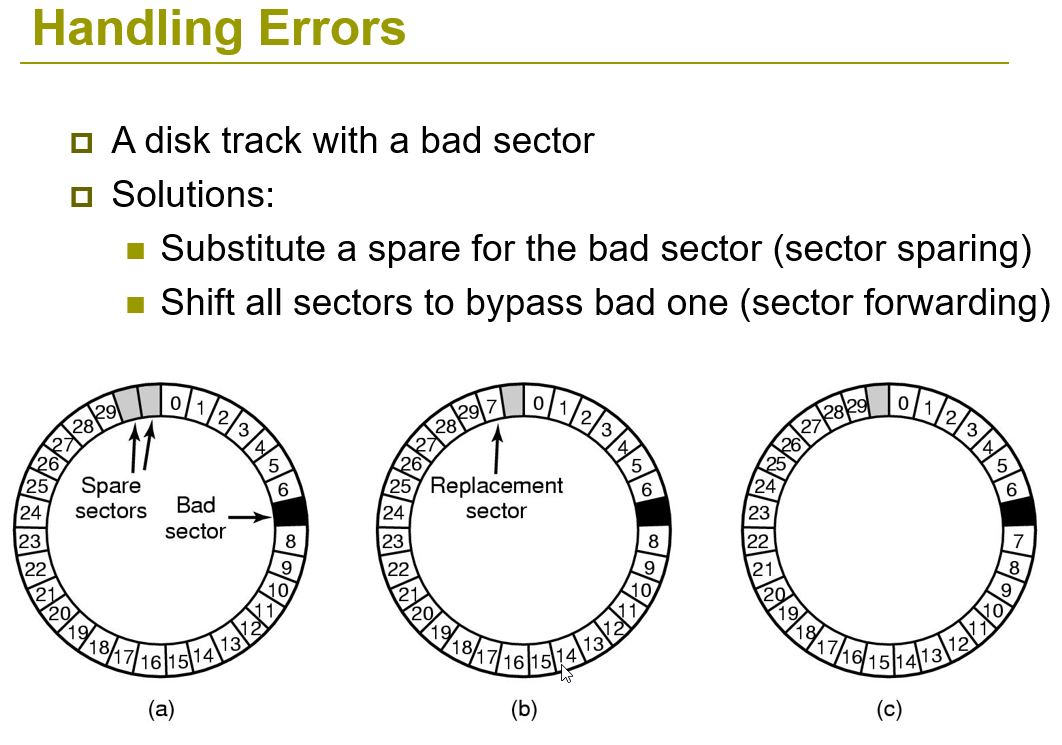 Handling Errors
A disk track with a bad sector
Solutions:
Substitute a spare for the bad sector (sector sparing)
Shift all sectors to bypass bad one (sector forwarding)
0 1 2 3 4 5 6 8 9 10 11 12 13 14 15 16 17 18 19 20 21 22 23 24 25 26 27 28 29
Spare
sectors
Bad
sector
(a)
0 1 2 3 4 5 6 8 9 10 11 12 13 14 15 16 17 18 19 20 21 22 23 24 25 26 27 28 29 7
Replacement
sector
(b)
0 1 2 3 4 5 6 7 8 9 10 11 12 13 14 15 16 17 18 19 20 21 22 23 24 25 26 27 28 29
(c)